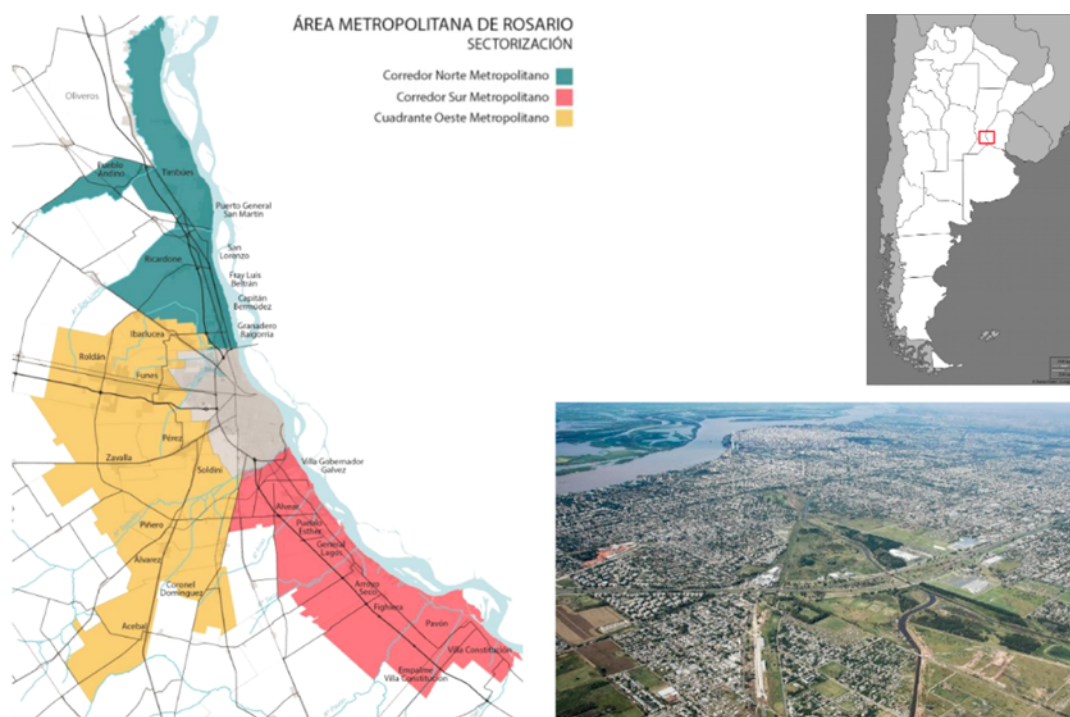 ÁREA METROPOLITANA DE ROSARIO
SECTORIZACIÓN
Corredor Norte Metropolitano
Corredor Sur Metropolitano
Cuadrante Oeste Metropolitano
Oliveros
Pueblo
Andino
Timbúes
Puerto General
San Martín
San
Lorenzo
Ricardone
Fray Luis
Beltrán
Capitán
Bermúdez
Granadero
Baigorria
Ibarlucea
Roldán
Funes
Pérez
Zavalla
Soldini
Villa Gobernador
Galvez
Alvear
Piñero
Pueblo
Esther
General
Lagos
Álvarez
Coronel
Domínguez
Arroyo
Seco
Fighiera
Acebal
Pavón
Villa Constitución
Empalme
Villa Constitución